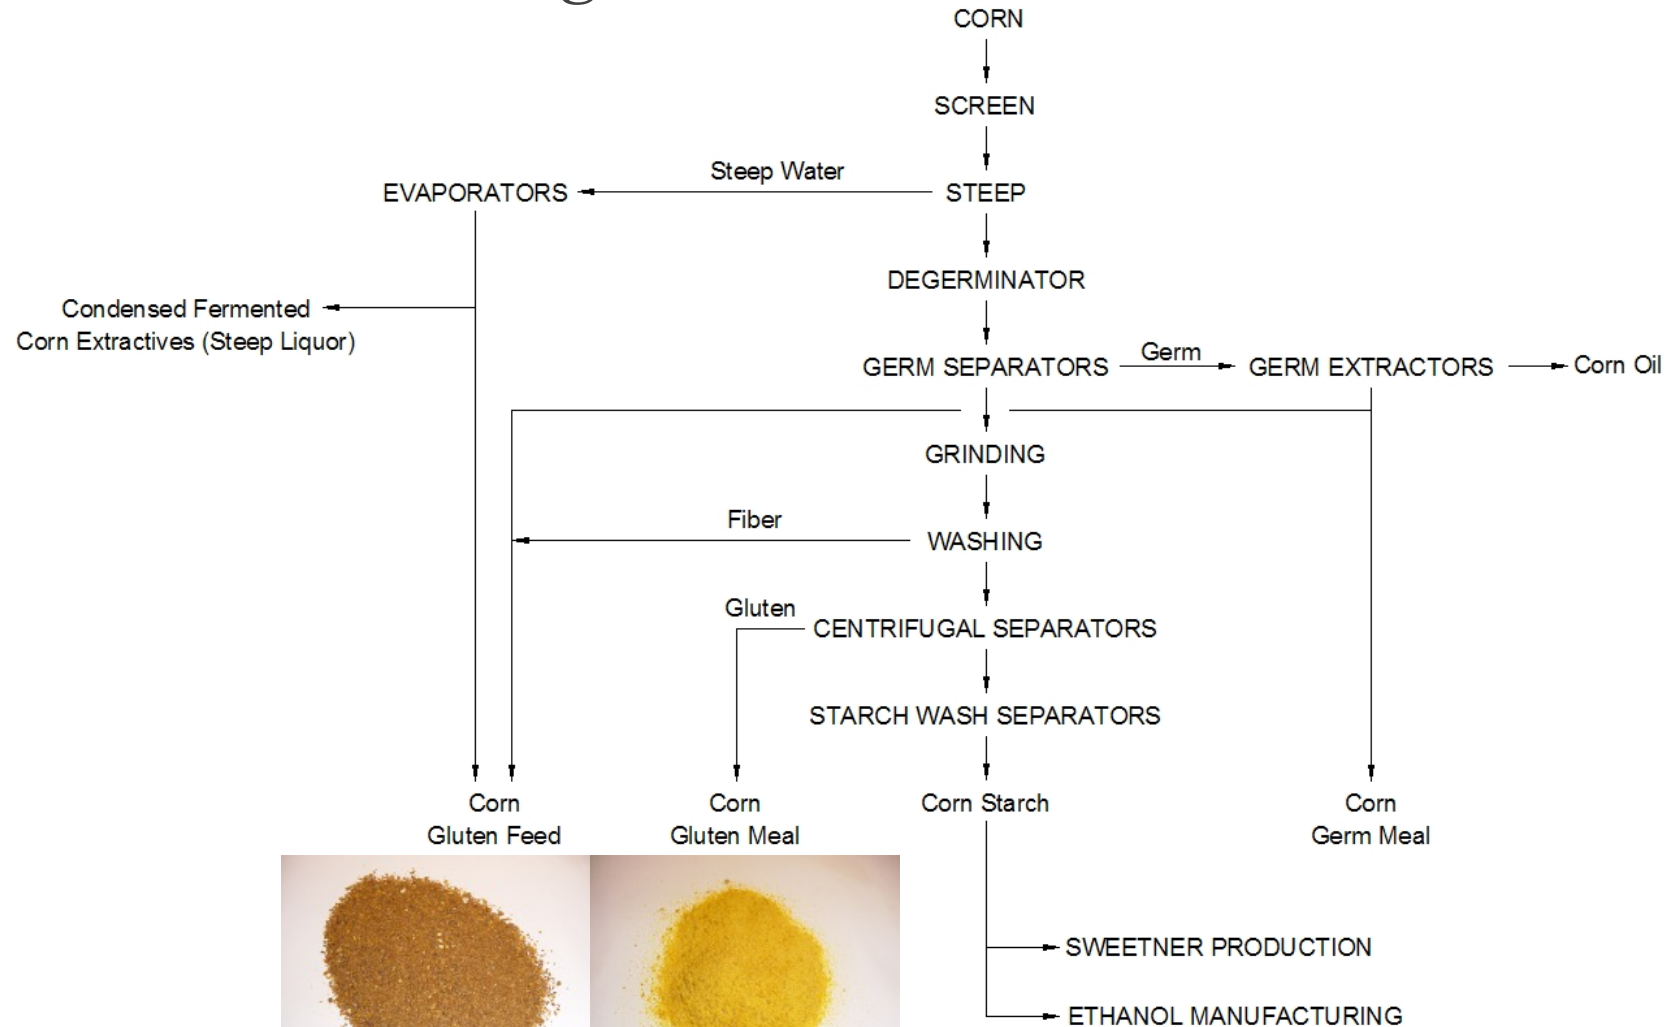 CORN
SCREEN
Steep Water
EVAPORATORS
STEEP
DEGERMINATOR
Condensed Fermented
Corn Extractives (Steep Liquor)
GERM SEPARATORS
Germ
GERM EXTRACTORS
Corn Oil
GRINDING
Fiber
WASHING
Gluten
CENTRIFUGAL SEPARATORS
STARCH WASH SEPARATORS
Corn
Gluten Feed
Corn
Gluten Meal
Corn Starch
Corn
Germ Meal
SWEETNER PRODUCTION
ETHANOL MANUFACTURING